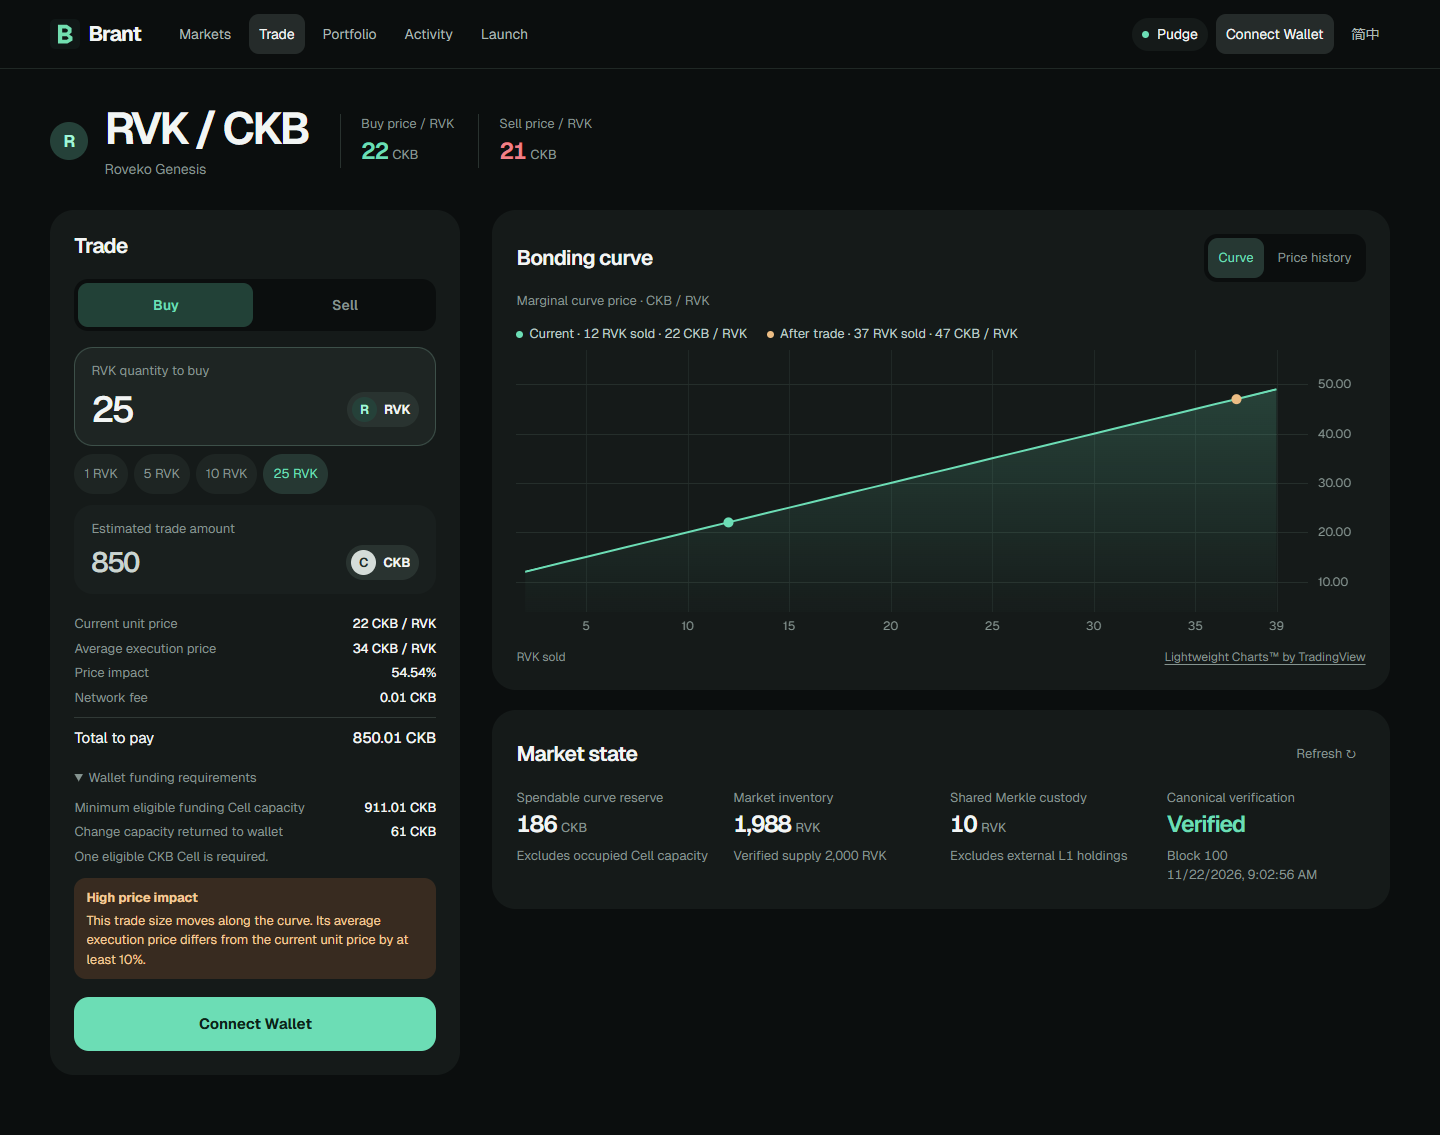 B Brant
Markets
Trade
Portfolio
Activity
Launch
Pudge
Connect Wallet
简中
R
RVK / CKB
Roveko Genesis
Buy price / RVK
22 CKB
Sell price / RVK
21 CKB
Trade
Buy
Sell
RVK quantity to buy
25
R RVK
1 RVK
5 RVK
10 RVK
25 RVK
Estimated trade amount
850
C CKB
Current unit price 22 CKB / RVK
Average execution price 34 CKB / RVK
Price impact 54.54%
Network fee 0.01 CKB
Total to pay 850.01 CKB
▼ Wallet funding requirements
Minimum eligible funding Cell capacity 911.01 CKB
Change capacity returned to wallet 61 CKB
One eligible CKB Cell is required.
High price impact
This trade size moves along the curve. Its average
execution price differs from the current unit price by at
least 10%.
Connect Wallet
Bonding curve
Curve
Price history
Marginal curve price · CKB / RVK
Current · 12 RVK sold · 22 CKB / RVK
After trade · 37 RVK sold · 47 CKB / RVK
50.00
40.00
30.00
20.00
10.00
5 10 15 20 25 30 35 39
RVK sold
Lightweight Charts™ by TradingView
Market state
Refresh ↻
Spendable curve reserve
186 CKB
Excludes occupied Cell capacity
Market inventory
1,988 RVK
Verified supply 2,000 RVK
Shared Merkle custody
10 RVK
Excludes external L1 holdings
Canonical verification
Verified
Block 100
11/22/2026, 9:02:56 AM